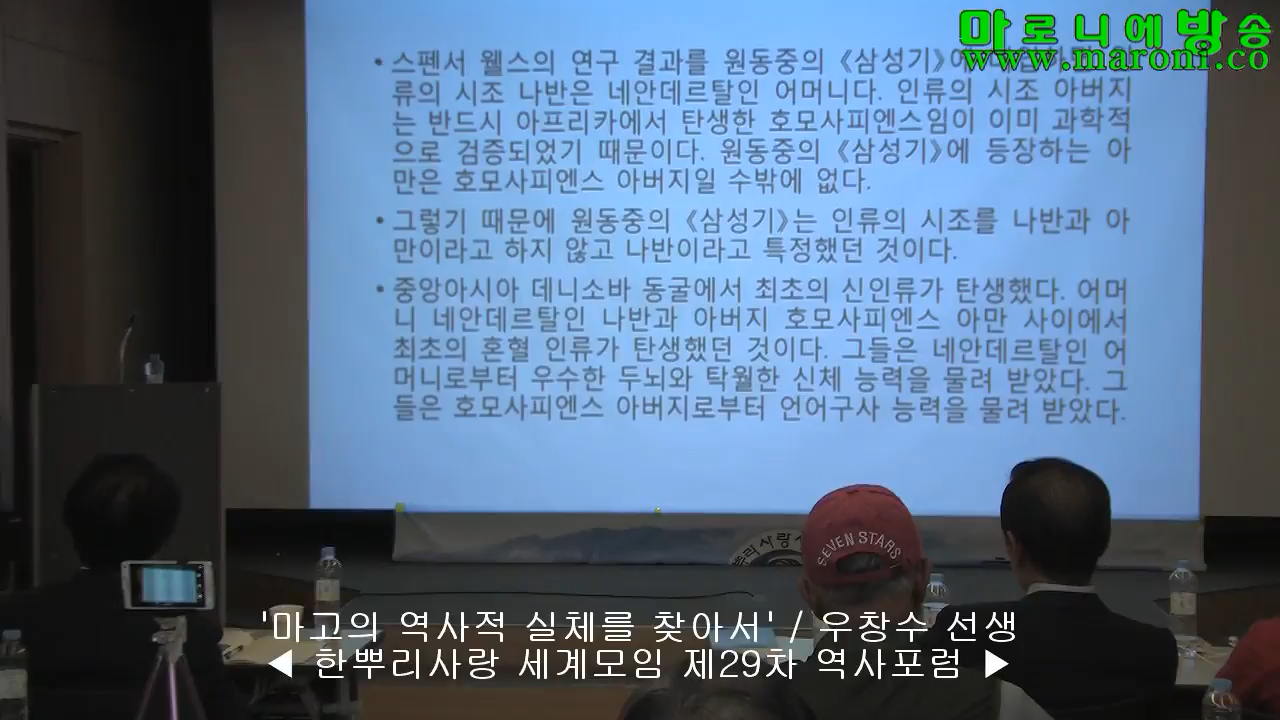 마로니에방송
www.maroni.co
• 스펜서 웰스의 연구 결과를 원동중의 《삼성기》에
류의 시조 나반은 네안데르탈인 어머니다. 인류의 시조 아버지
는 반드시 아프리카에서 탄생한 호모사피엔스임이 이미 과학적
으로 검증되었기 때문이다. 원동중의 《삼성기》에 등장하는 아
만은 호모사피엔스 아버지일 수밖에 없다.
• 그렇기 때문에 원동중의 《삼성기》는 인류의 시조를 나반과 아
만이라고 하지 않고 나반이라고 특정했던 것이다.
• 중앙아시아 데니소바 동굴에서 최초의 신인류가 탄생했다. 어머
니 네안데르탈인 나반과 아버지 호모사피엔스 아만 사이에서
최초의 혼혈 인류가 탄생했던 것이다. 그들은 네안데르탈인 어
머니로부터 우수한 두뇌와 탁월한 신체 능력을 물려 받았다. 그
들은 호모사피엔스 아버지로부터 언어구사 능력을 물려 받았다.
뿌리사랑
SEVEN STARS
'마고의 역사적 실체를 찾아서' / 우창수 선생
◀ 한뿌리사랑 세계모임 제29차 역사포럼 ▶